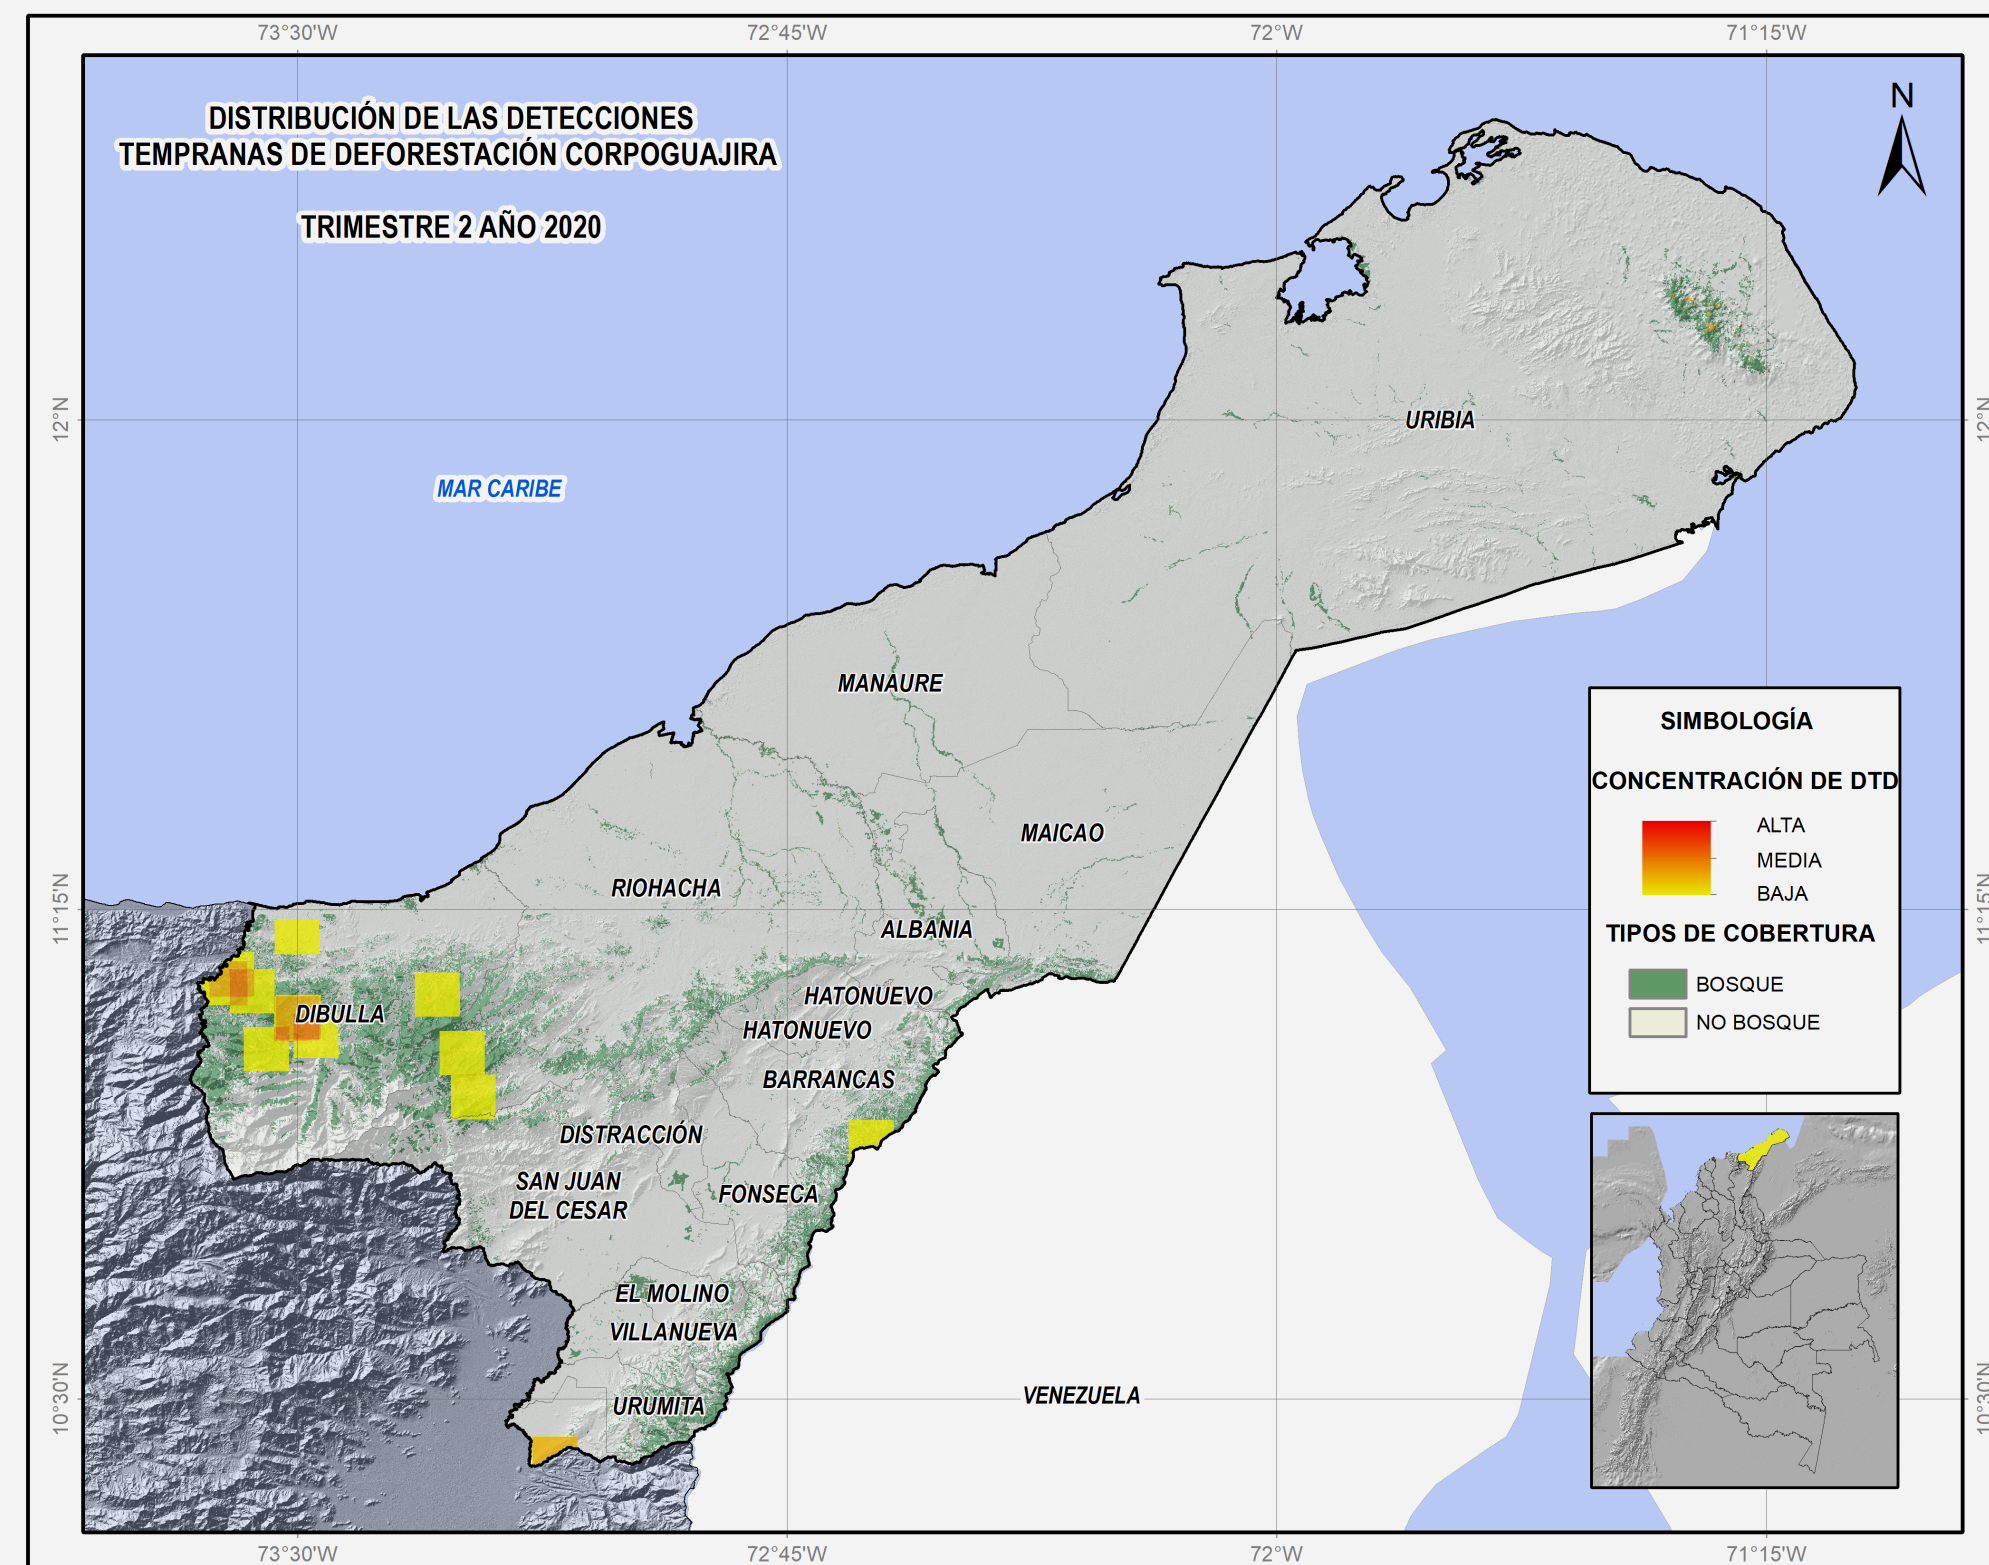 73°30'W
72°45'W
72°W
71°15'W
N
DISTRIBUCIÓN DE LAS DETECCIONES
TEMPRANAS DE DEFORESTACIÓN CORPOGUAJIRA
TRIMESTRE 2 AÑO 2020
12°N
12°N
URIBIA
MAR CARIBE
MANAURE
SIMBOLOGÍA
CONCENTRACIÓN DE DTD
ALTA
MEDIA
BAJA
TIPOS DE COBERTURA
BOSQUE
NO BOSQUE
MAICAO
RIOHACHA
11°15'N
11°15'N
ALBANIA
HATONUEVO
DIBULLA
HATONUEVO
BARRANCAS
DISTRACCIÓN
SAN JUAN
DEL CESAR
FONSECA
EL MOLINO
VILLANUEVA
10°30'N
10°30'N
URUMITA
VENEZUELA
73°30'W
72°45'W
72°W
71°15'W